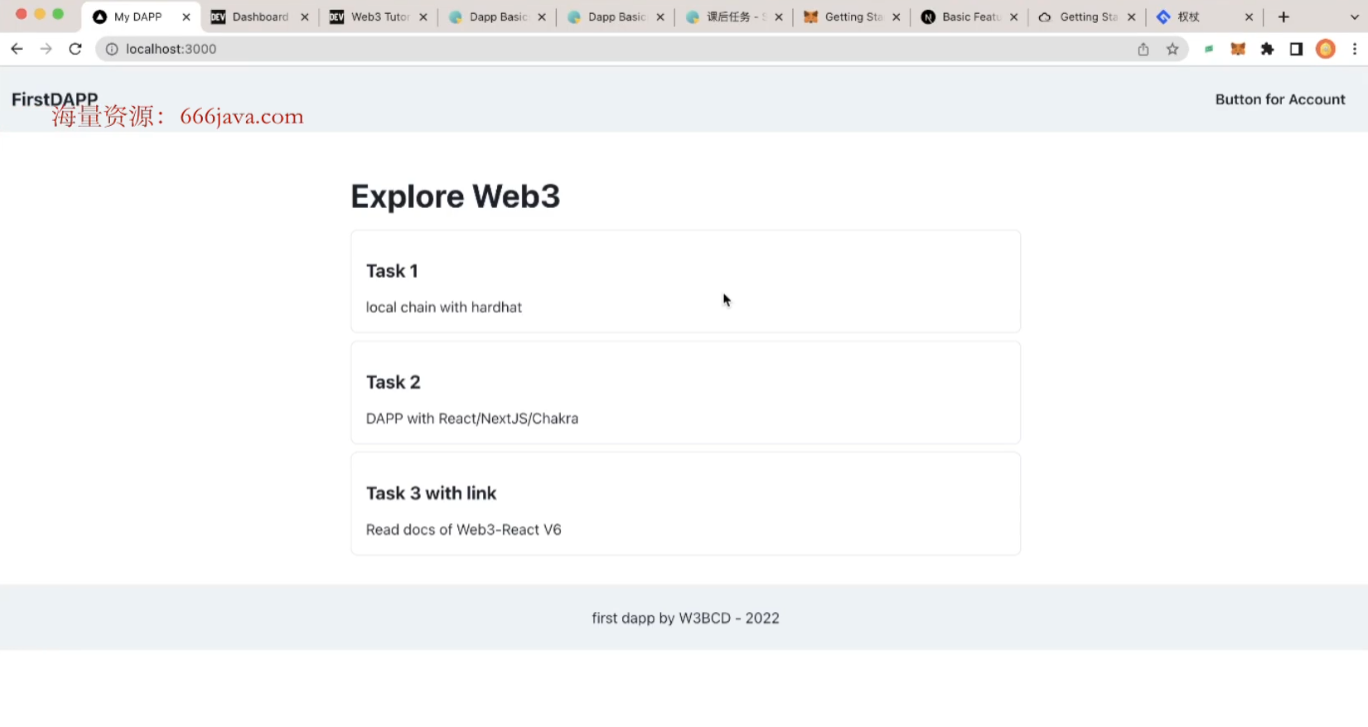 My DAPP
Dashboard
Web3 Tutor
Dapp Basic
Dapp Basic
课后任务 -
Getting Sta
Basic Featu
Getting Sta
权杖
localhost:3000
FirstDAPP
Button for Account
海量资源：666java.com
Explore Web3
Task 1
local chain with hardhat
Task 2
DAPP with React/NextJS/Chakra
Task 3 with link
Read docs of Web3-React V6
first dapp by W3BCD - 2022